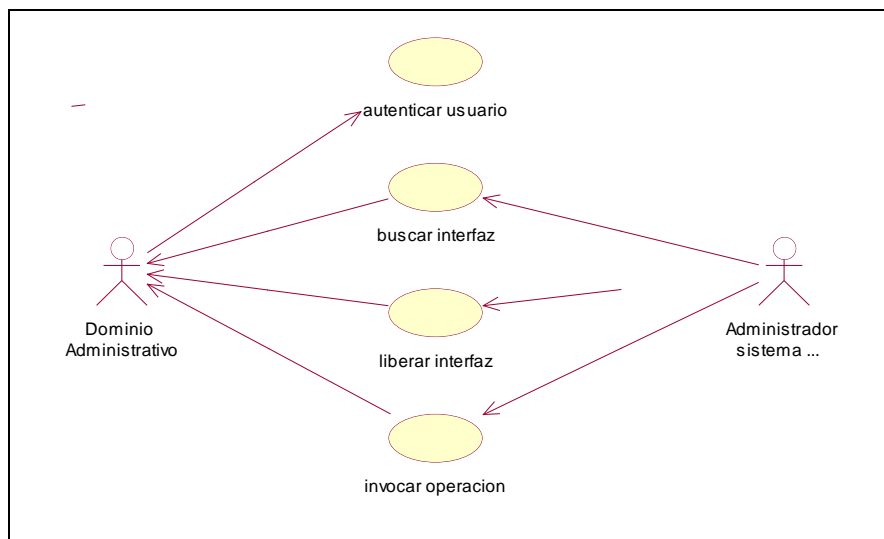 autenticar usuario
buscar interfaz
Dominio
Administrativo
liberar interfaz
Administrador
sistema ...
invocar operacion